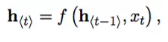 h⟨t⟩ = f (h⟨t−1⟩, xt) ,